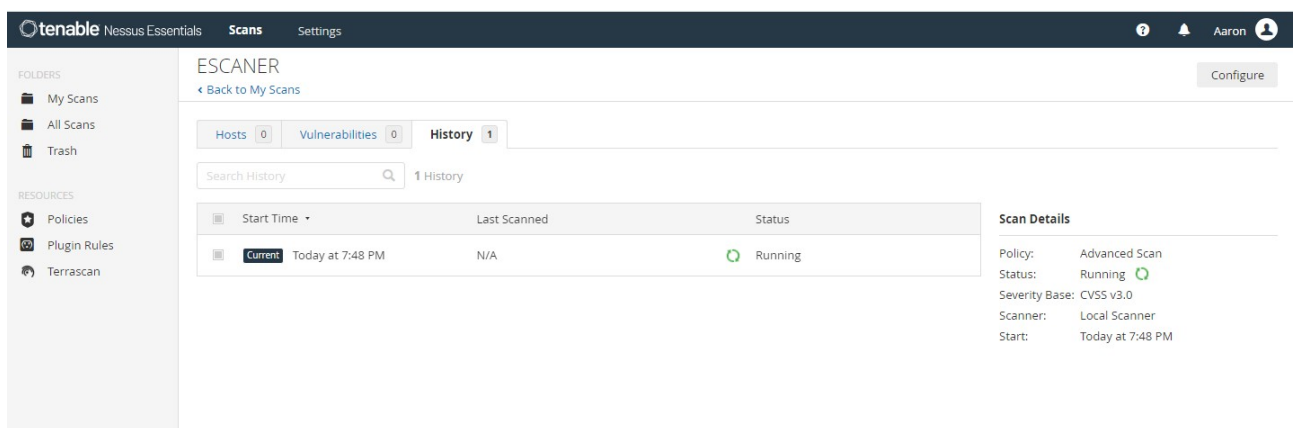 tenable Nessus Essentials Scans Settings Aaron
FOLDERS
My Scans
All Scans
Trash
RESOURCES
Policies
Plugin Rules
Terrascan
ESCANER
Back to My Scans
Configure
Hosts 0 Vulnerabilities 0 History 1
Search History 1 History
Start Time Last Scanned Status
Current Today at 7:48 PM N/A Running
Scan Details
Policy: Advanced Scan
Status: Running
Severity Base: CVSS v3.0
Scanner: Local Scanner
Start: Today at 7:48 PM